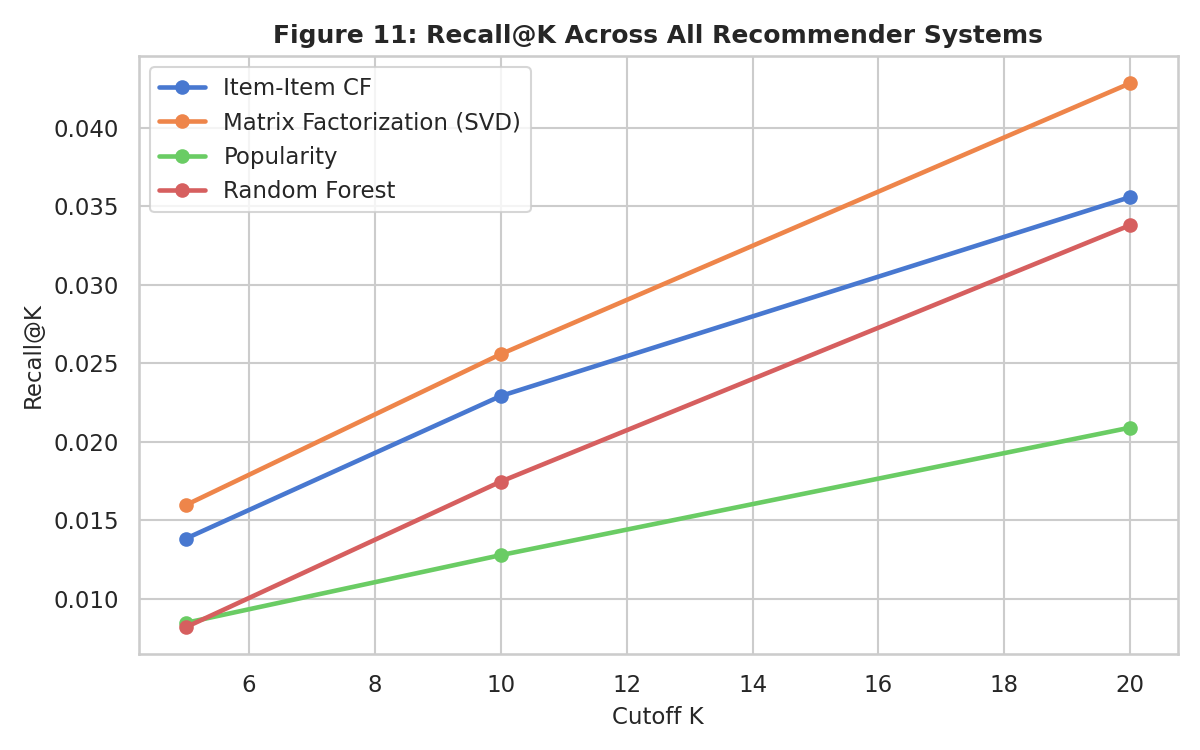 Figure 11: Recall@K Across All Recommender Systems
Item-Item CF
Matrix Factorization (SVD)
Popularity
Random Forest
0.040
0.035
0.030
0.025
0.020
0.015
0.010
Recall@K
6 8 10 12 14 16 18 20
Cutoff K